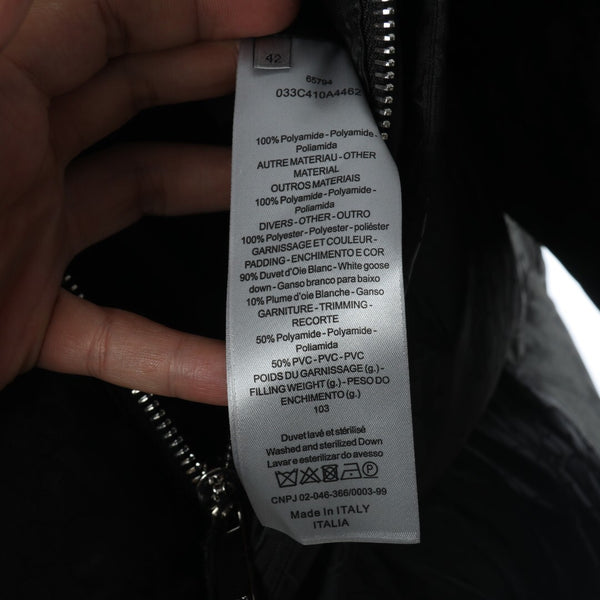 42
65794
033C410A4462
100% Polyamide - Polyamide -
Poliamida
AUTRE MATERIAU - OTHER
MATERIAL
OUTROS MATERIAIS
100% Polyamide - Polyamide -
Poliamida
DIVERS - OTHER - OUTRO
100% Polyester - Polyester - poliéster
GARNISSAGE ET COULEUR -
PADDING - ENCHIMENTO E COR
90% Duvet d'Oie Blanc - White goose
down - Ganso branco para baixo
10% Plume d'oie Blanche - Ganso
GARNITURE - TRIMMING -
RECORTE
50% Polyamide - Polyamide -
Poliamida
50% PVC - PVC - PVC
POIDS DU GARNISSAGE (g.) -
FILLING WEIGHT (g.) - PESO DO
ENCHIMENTO (g.)
103
Duvet lavé et stérilisé
Washed and sterilized Down
Lavar e esterilizado do avesso
CNPJ 02-046-366/0003-99
Made In ITALY
ITALIA